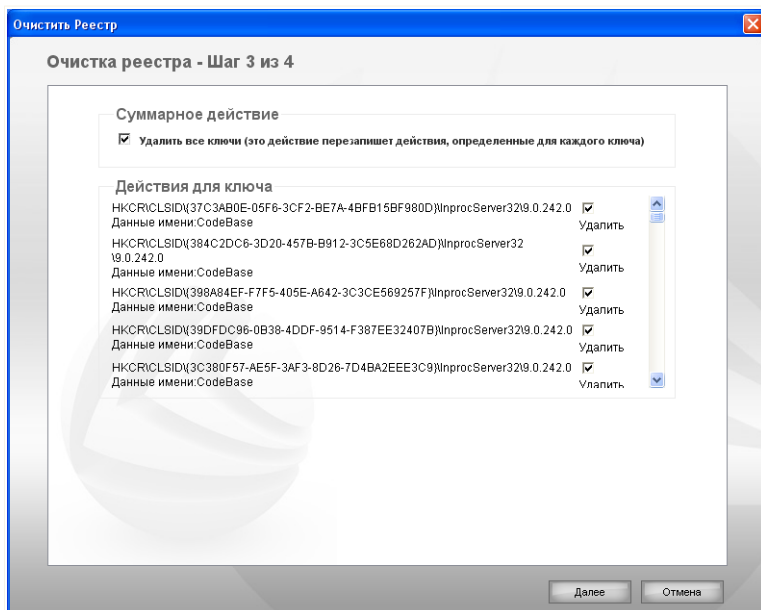 Очистить Реестр
Очистка реестра - Шаг 3 из 4
Суммарное действие
Удалить все ключи (это действие перезапишет действия, определенные для каждого ключа)
Действия для ключа
HKCR\CLSID\{37C3AB0E-05F6-3CF2-BE7A-4BFB15BF980D}\InprocServer32\9.0.242.0
Данные имени:CodeBase
Удалить
HKCR\CLSID\{384C2DC6-3D20-457B-B912-3C5E68D262AD}\InprocServer32
\9.0.242.0
Данные имени:CodeBase
Удалить
HKCR\CLSID\{398A84EF-F7F5-405E-A642-3C3CE569257F}\InprocServer32\9.0.242.0
Данные имени:CodeBase
Удалить
HKCR\CLSID\{39DFDC96-0B38-4DDF-9514-F387EE32407B}\InprocServer32\9.0.242.0
Данные имени:CodeBase
Удалить
HKCR\CLSID\{3C380F57-AE5F-3AF3-8D26-7D4BA2EEE3C9}\InprocServer32\9.0.242.0
Данные имени:CodeBase
Удалить
Далее
Отмена